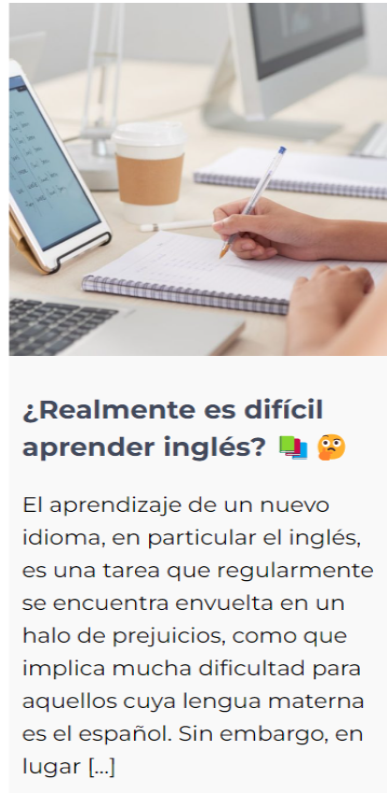 ¿Realmente es difícil
aprender inglés? 📚 🤔
El aprendizaje de un nuevo
idioma, en particular el inglés,
es una tarea que regularmente
se encuentra envuelta en un
halo de prejuicios, como que
implica mucha dificultad para
aquellos cuya lengua materna
es el español. Sin embargo, en
lugar [...]